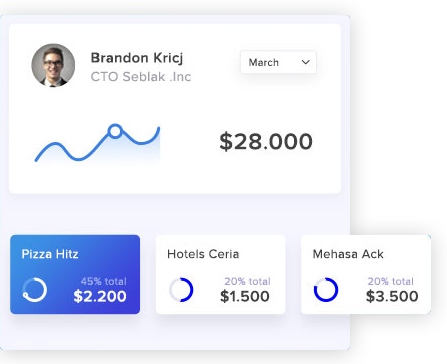 Brandon Kricj
CTO Seblak .Inc
March
$28.000
Pizza Hitz
45% total
$2.200
Hotels Ceria
20% total
$1.500
Mehasa Ack
20% total
$3.500